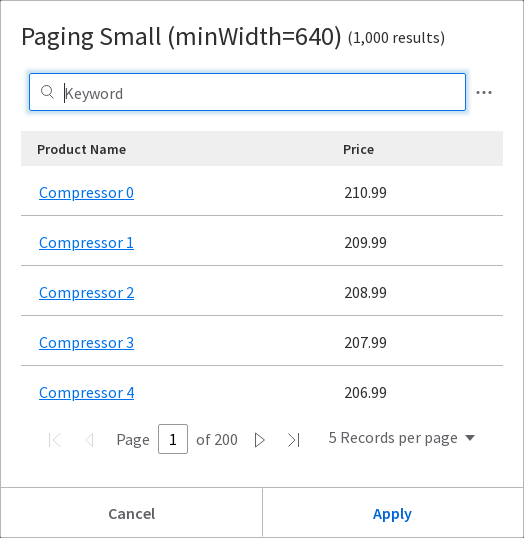 Paging Small (minWidth=640) (1,000 results)
Keyword
Product Name Price
Compressor 0 210.99
Compressor 1 209.99
Compressor 2 208.99
Compressor 3 207.99
Compressor 4 206.99
Page 1 of 200 5 Records per page
Cancel Apply